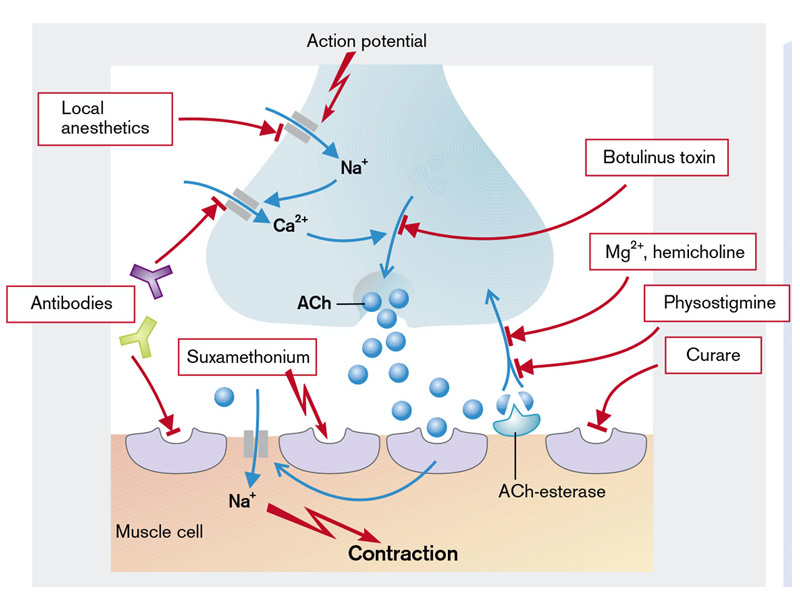 Action potential
Local
anesthetics
Na⁺
Botulinus toxin
Ca²⁺
Mg²⁺, hemicholine
Antibodies
ACh
Physostigmine
Suxamethonium
Curare
ACh-esterase
Na⁺
Muscle cell
Contraction